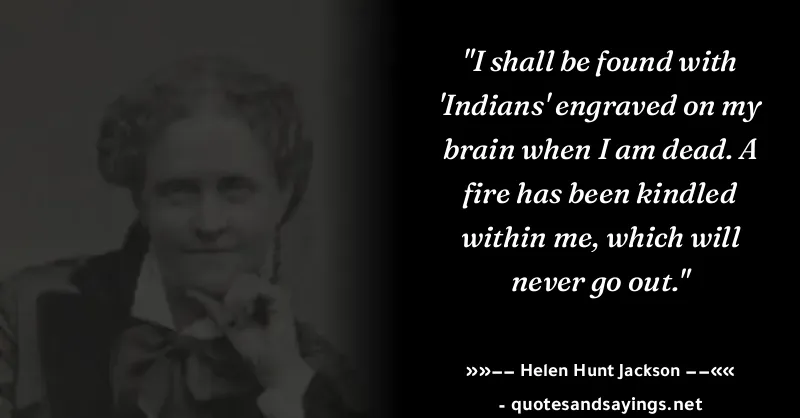 "I shall be found with
'Indians' engraved on my
brain when I am dead. A
fire has been kindled
within me, which will
never go out."
»»−− Helen Hunt Jackson −−««
- quotesandsayings.net